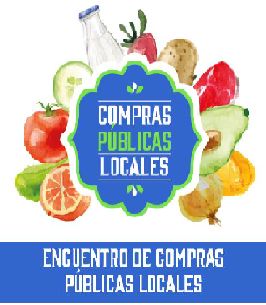 COMPRAS
PÚBLICAS
LOCALES
ENCUENTRO DE COMPRAS
PÚBLICAS LOCALES